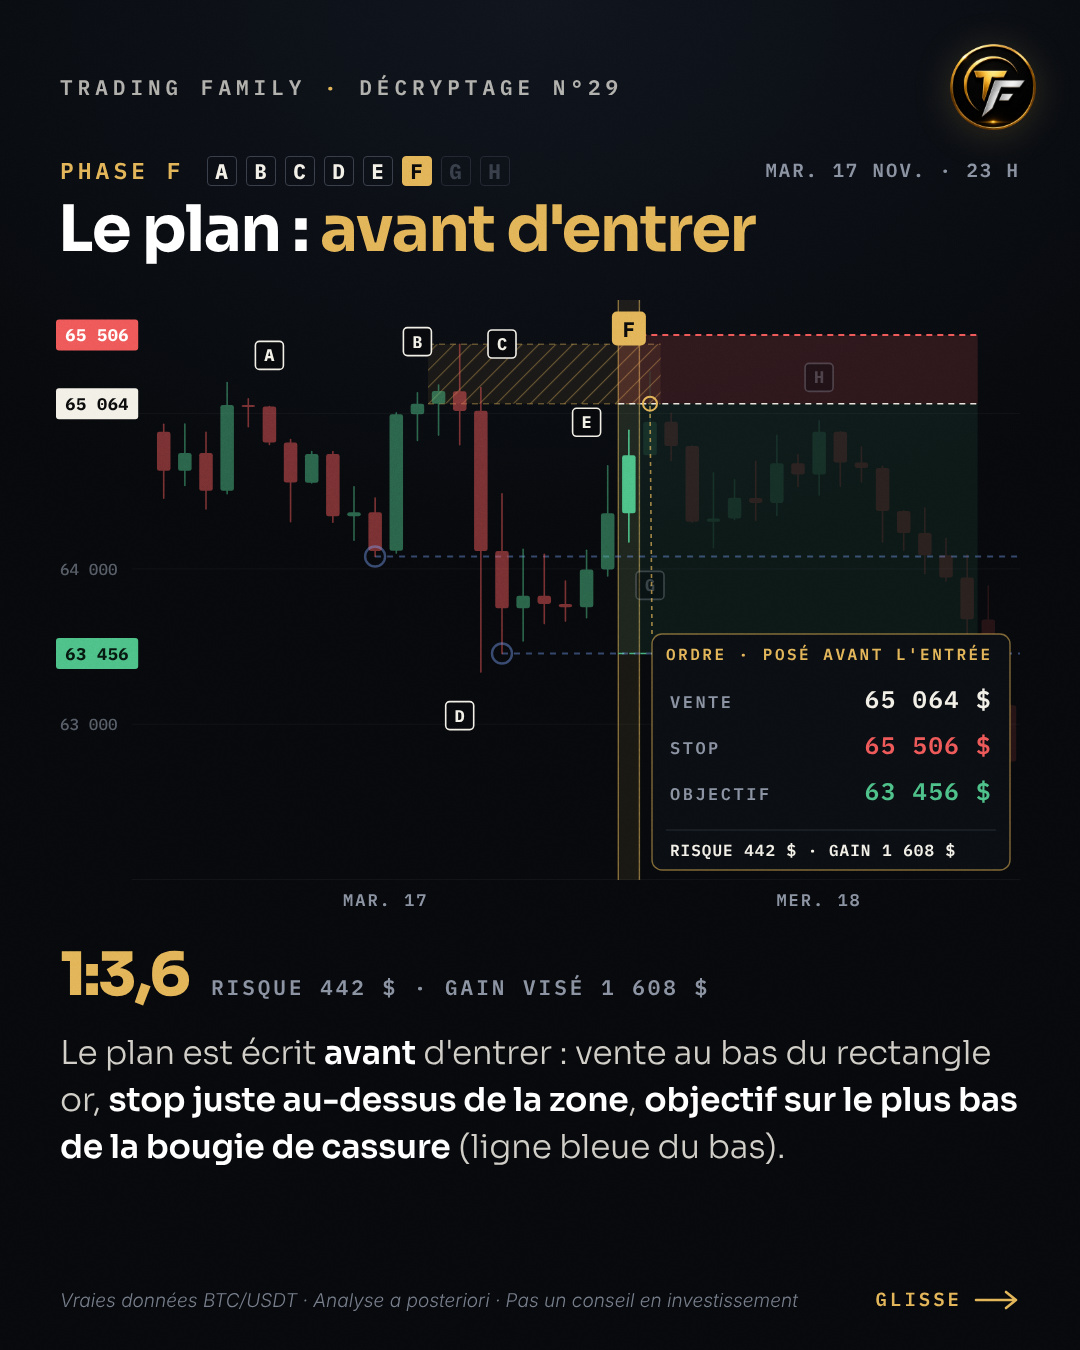 TRADING FAMILY · DÉCRYPTAGE N°29
TF
PHASE F A B C D E F G H
MAR. 17 NOV. · 23 H
Le plan : avant d'entrer
65 506
65 064
64 000
63 456
63 000
A
B
C
F
H
E
G
D
ORDRE · POSÉ AVANT L'ENTRÉE
VENTE 65 064 $
STOP 65 506 $
OBJECTIF 63 456 $
RISQUE 442 $ · GAIN 1 608 $
MAR. 17
MER. 18
1:3,6 RISQUE 442 $ · GAIN VISÉ 1 608 $
Le plan est écrit avant d'entrer : vente au bas du rectangle
or, stop juste au-dessus de la zone, objectif sur le plus bas
de la bougie de cassure (ligne bleue du bas).
Vraies données BTC/USDT · Analyse a posteriori · Pas un conseil en investissement
GLISSE